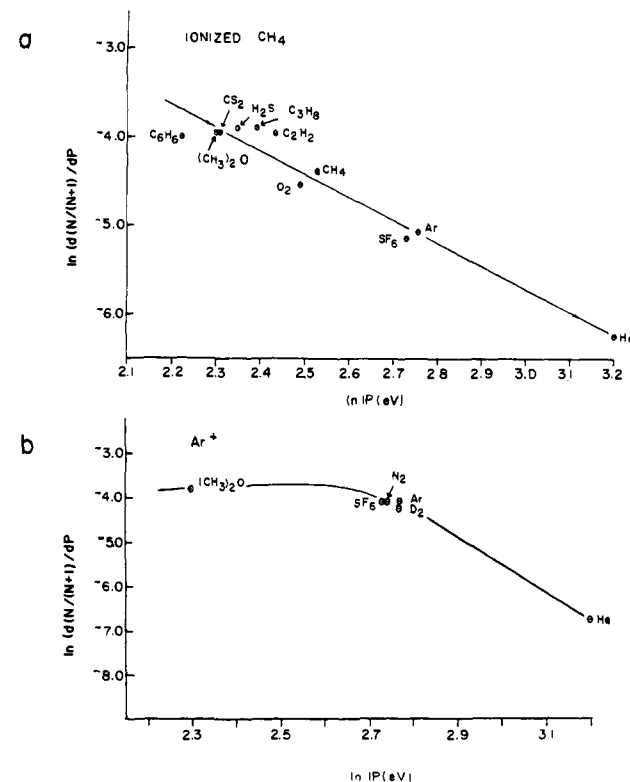 a
IONIZED CH4
-3.0
-4.0
-5.0
-6.0
ln (d(N/(N+1)/dP
CS2
H2S
C3H8
C6H6
(CH3)2O
C2H2
O2
CH4
SF6
Ar
2.1 2.2 2.3 2.4 2.5 2.6 2.7 2.8 2.9 3.0 3.1 3.2
ln IP(eV)
b
Ar+
-3.0
-4.0
-5.0
-6.0
-7.0
-8.0
ln (d(N/(N+1)/dP
(CH3)2O
N2
SF6
Ar
D2
He
2.3 2.5 2.7 2.9 3.1
ln IP(eV)